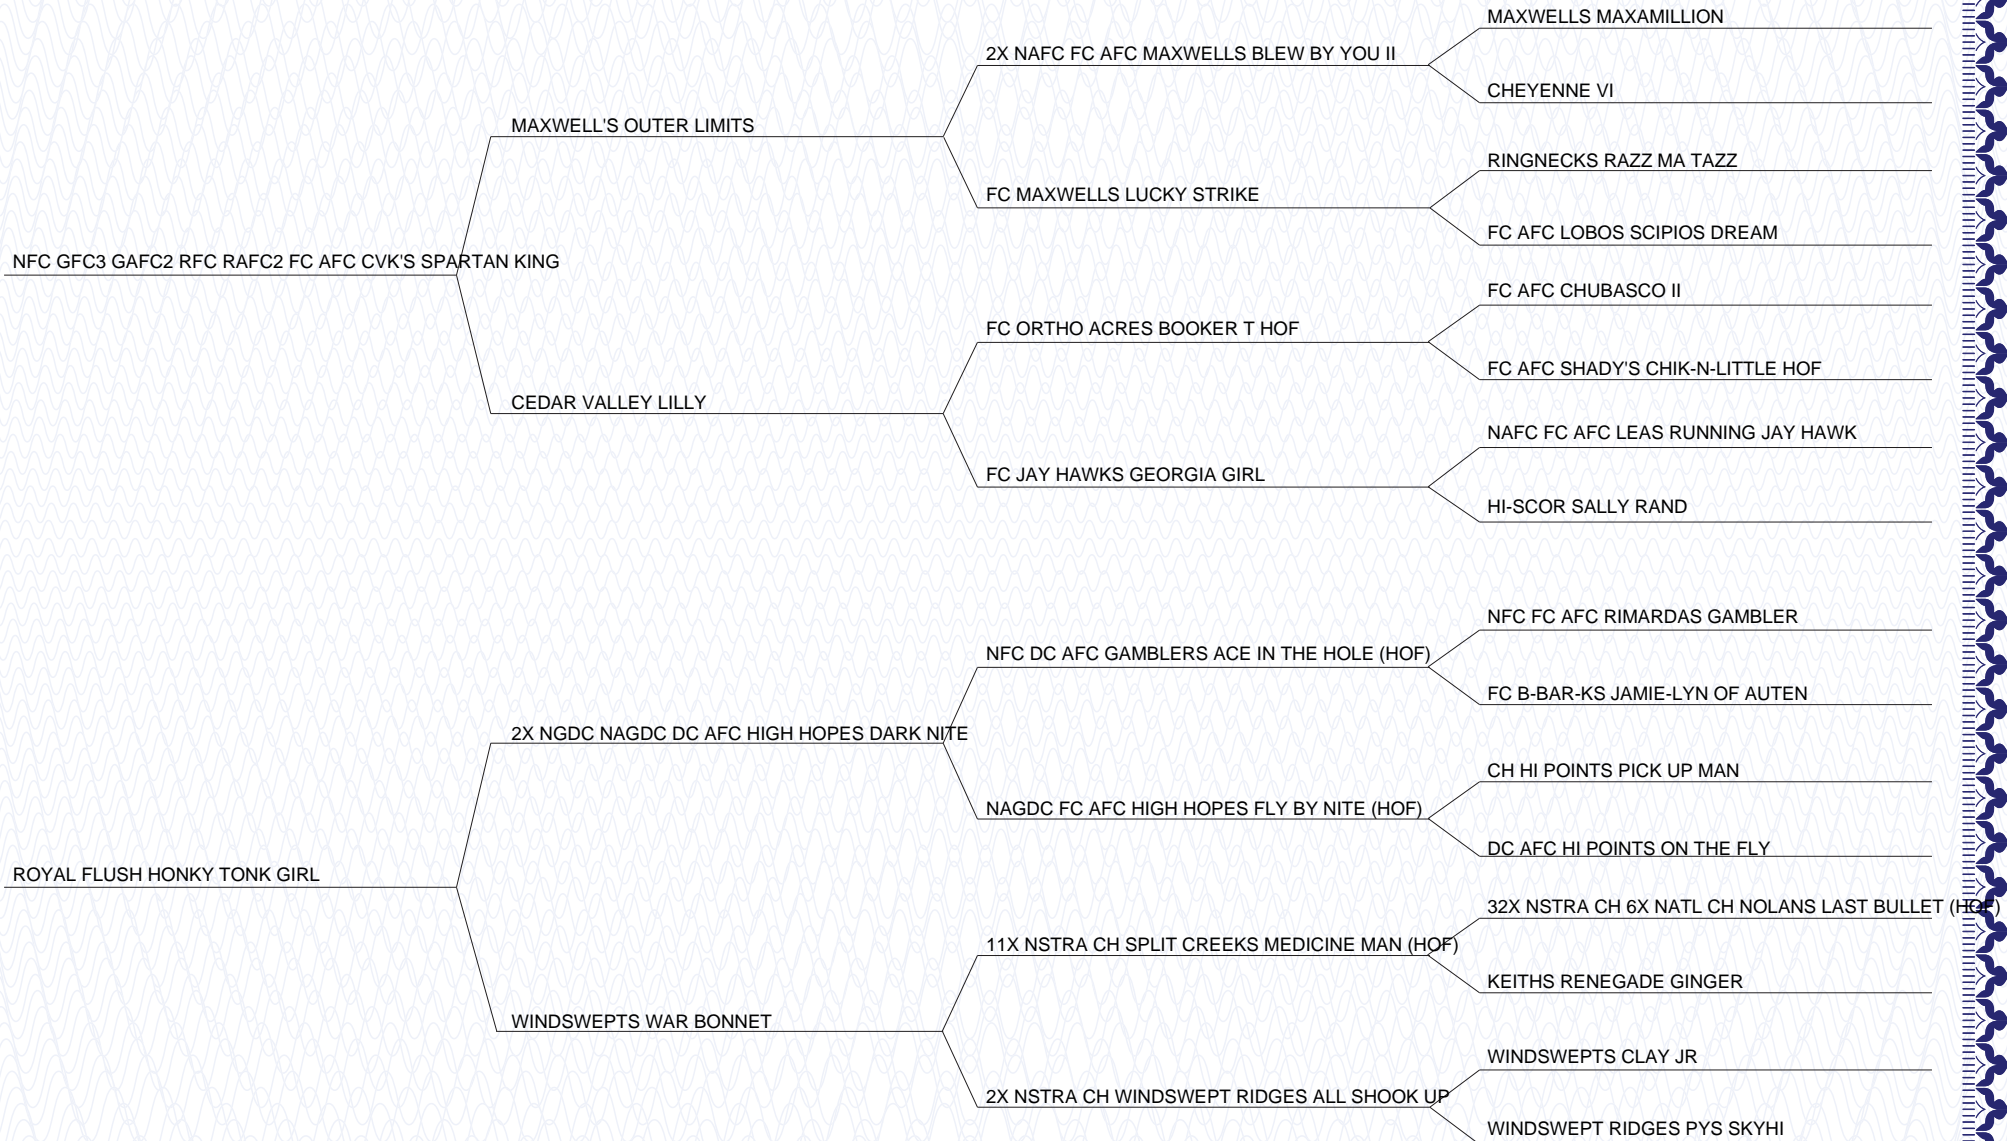 MAXWELLS MAXAMILLION
2X NAFC FC AFC MAXWELLS BLEW BY YOU II
CHEYENNE VI
MAXWELL'S OUTER LIMITS
RINGNECKS RAZZ MA TAZZ
FC MAXWELLS LUCKY STRIKE
FC AFC LOBOS SCIPIOS DREAM
NFC GFC3 GAFC2 RFC RAFC2 FC AFC CVK'S SPARTAN KING
FC AFC CHUBASCO II
FC ORTHO ACRES BOOKER T HOF
FC AFC SHADY'S CHIK-N-LITTLE HOF
CEDAR VALLEY LILLY
NAFC FC AFC LEAS RUNNING JAY HAWK
FC JAY HAWKS GEORGIA GIRL
HI-SCOR SALLY RAND
NFC FC AFC RIMARDAS GAMBLER
NFC DC AFC GAMBLERS ACE IN THE HOLE (HOF)
FC B-BAR-KS JAMIE-LYN OF AUTEN
2X NGDC NAGDC DC AFC HIGH HOPES DARK NITE
CH HI POINTS PICK UP MAN
NAGDC FC AFC HIGH HOPES FLY BY NITE (HOF)
DC AFC HI POINTS ON THE FLY
ROYAL FLUSH HONKY TONK GIRL
32X NSTRA CH 6X NATL CH NOLANS LAST BULLET (HOF)
11X NSTRA CH SPLIT CREEKS MEDICINE MAN (HOF)
KEITHS RENEGADE GINGER
WINDSWEPTS WAR BONNET
WINDSWEPTS CLAY JR
2X NSTRA CH WINDSWEPT RIDGES ALL SHOOK UP
WINDSWEPT RIDGES PYS SKYHI